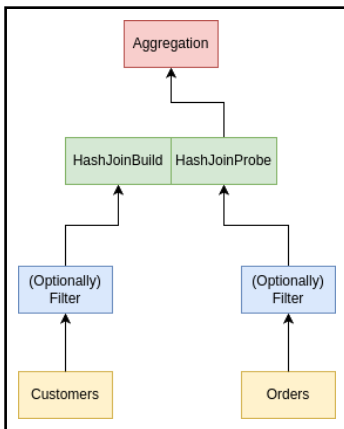 Aggregation
HashJoinBuild HashJoinProbe
(Optionally)
Filter
(Optionally)
Filter
Customers
Orders